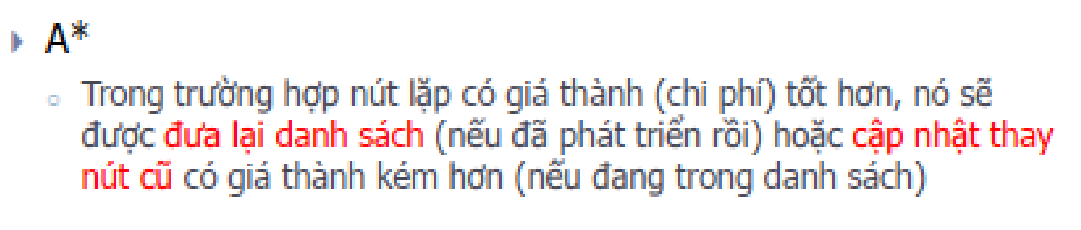 A*
Trong trường hợp nút lặp có giá thành (chi phí) tốt hơn, nó sẽ
được đưa lại danh sách (nếu đã phát triển rồi) hoặc cập nhật thay
nút cũ có giá thành kém hơn (nếu đang trong danh sách)